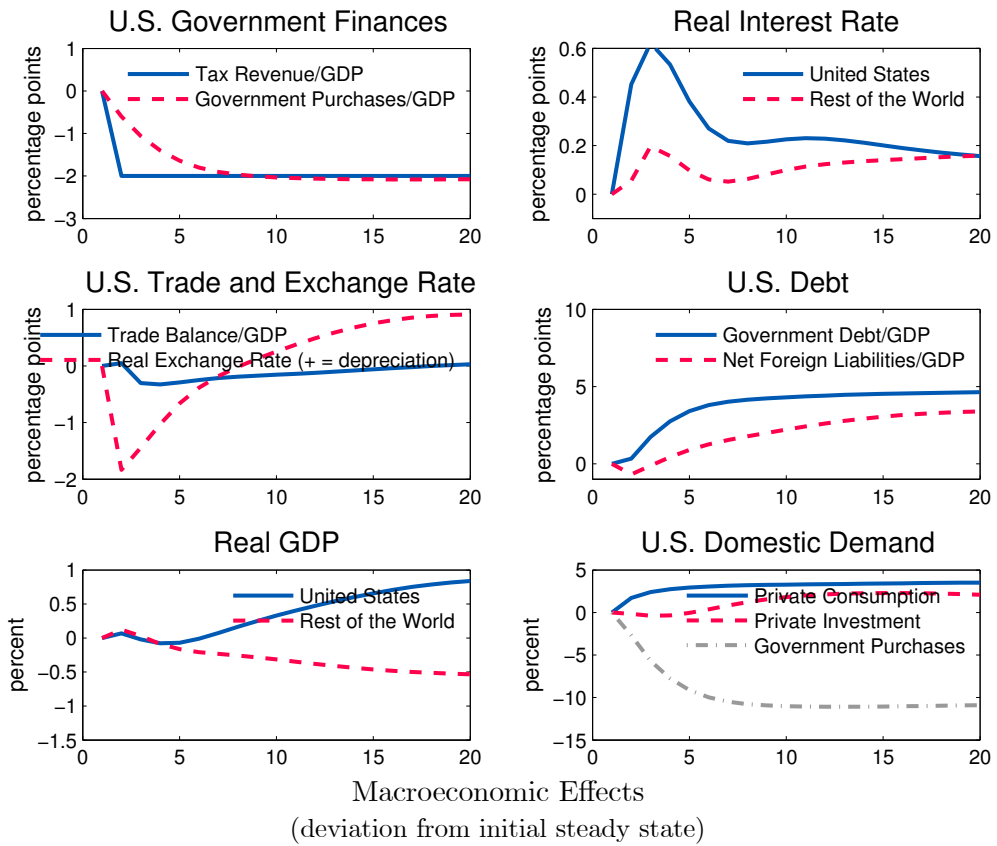 U.S. Government Finances
percentage points
1
0
−1
−2
−3
Tax Revenue/GDP
Government Purchases/GDP
0 5 10 15 20
Real Interest Rate
percentage points
0.6
0.4
0.2
0
United States
Rest of the World
0 5 10 15 20
U.S. Trade and Exchange Rate
percentage points
1
0
−1
−2
Trade Balance/GDP
Real Exchange Rate (+ = depreciation)
0 5 10 15 20
U.S. Debt
percentage points
10
5
0
Government Debt/GDP
Net Foreign Liabilities/GDP
0 5 10 15 20
Real GDP
percent
1
0.5
0
−0.5
−1
−1.5
United States
Rest of the World
0 5 10 15 20
U.S. Domestic Demand
percent
5
0
−5
−10
−15
Private Consumption
Private Investment
Government Purchases
0 5 10 15 20
Macroeconomic Effects
(deviation from initial steady state)